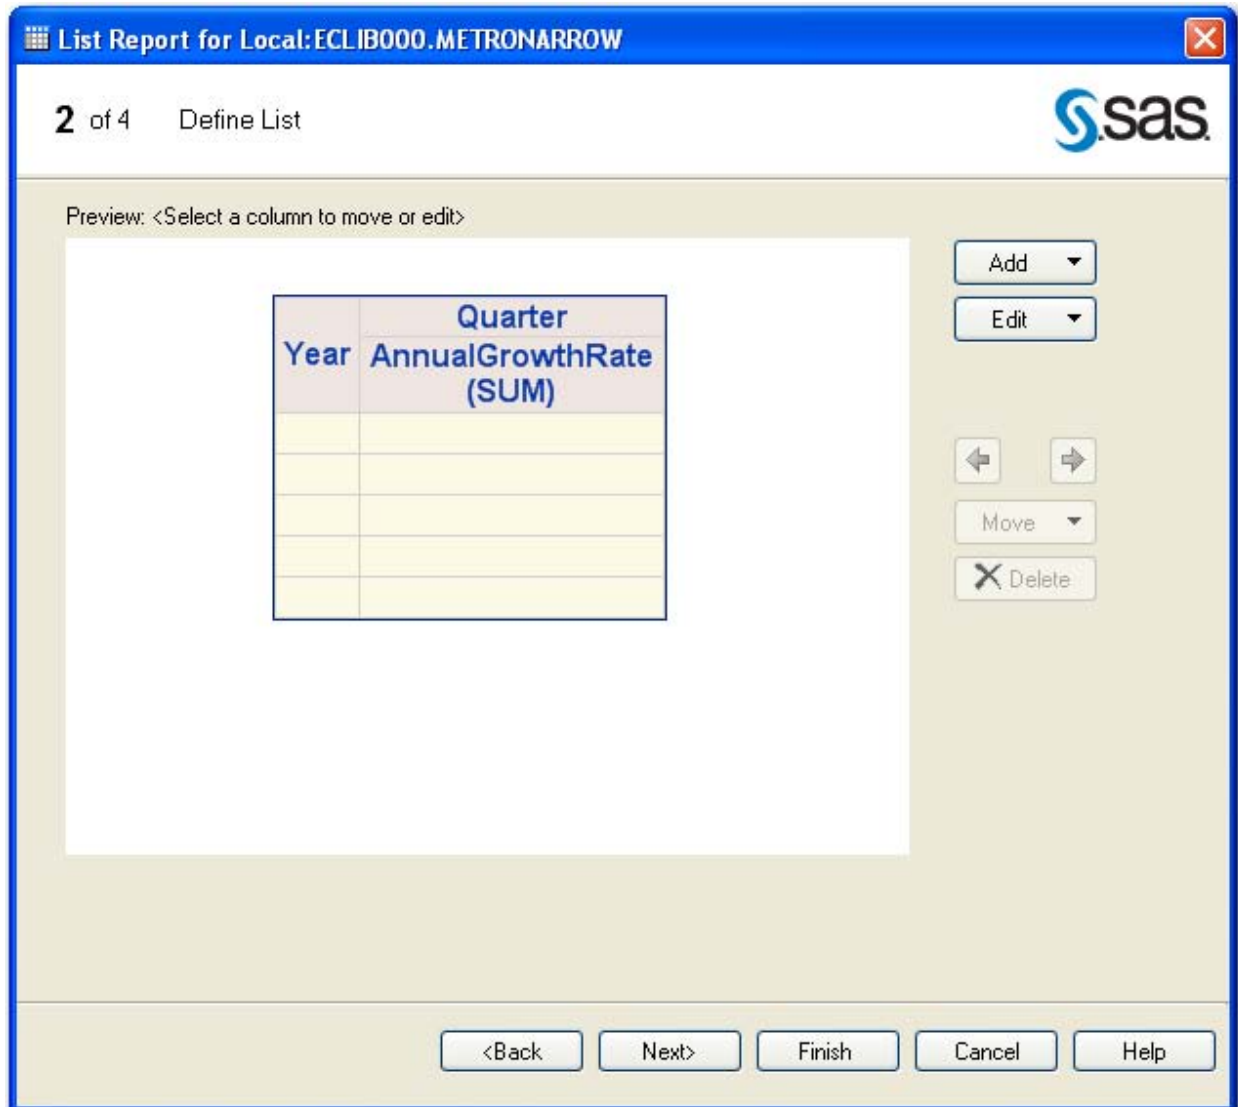 List Report for Local:ECLIB000.METRONARROW
2 of 4 Define List
sas
Preview: <Select a column to move or edit>
Add
Edit
Quarter
Year
AnnualGrowthRate
(SUM)
Move
Delete
<Back
Next>
Finish
Cancel
Help